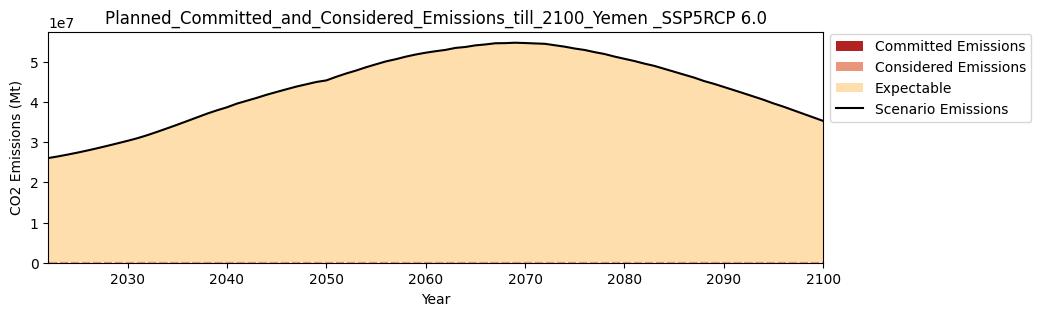 Planned_Committed_and_Considered_Emissions_till_2100_Yemen _SSP5RCP 6.0
1e7
CO2 Emissions (Mt)
5
4
3
2
1
0
2030 2040 2050 2060 2070 2080 2090 2100
Year
Committed Emissions
Considered Emissions
Expectable
Scenario Emissions